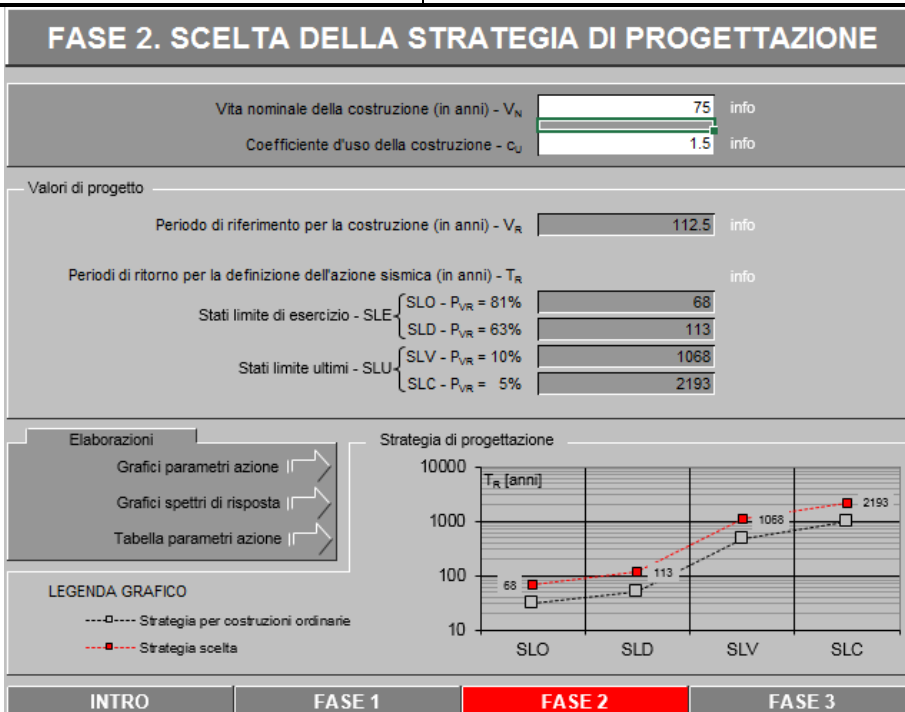 FASE 2. SCELTA DELLA STRATEGIA DI PROGETTAZIONE
Vita nominale della costruzione (in anni) - VN 75 info
Coefficiente d'uso della costruzione - cU 1.5 info
Valori di progetto
Periodo di riferimento per la costruzione (in anni) - VR 112.5 info
Periodi di ritorno per la definizione dell'azione sismica (in anni) - TR info
Stati limite di esercizio - SLE
SLO - PVR = 81% 68
SLD - PVR = 63% 113
Stati limite ultimi - SLU
SLV - PVR = 10% 1068
SLC - PVR = 5% 2193
Elaborazioni
Grafici parametri azione
Grafici spettri di risposta
Tabella parametri azione
Strategia di progettazione
TR [anni]
10000
1000
100
10
68
113
1068
2193
SLO SLD SLV SLC
LEGENDA GRAFICO
Strategia per costruzioni ordinarie
Strategia scelta
INTRO FASE 1 FASE 2 FASE 3